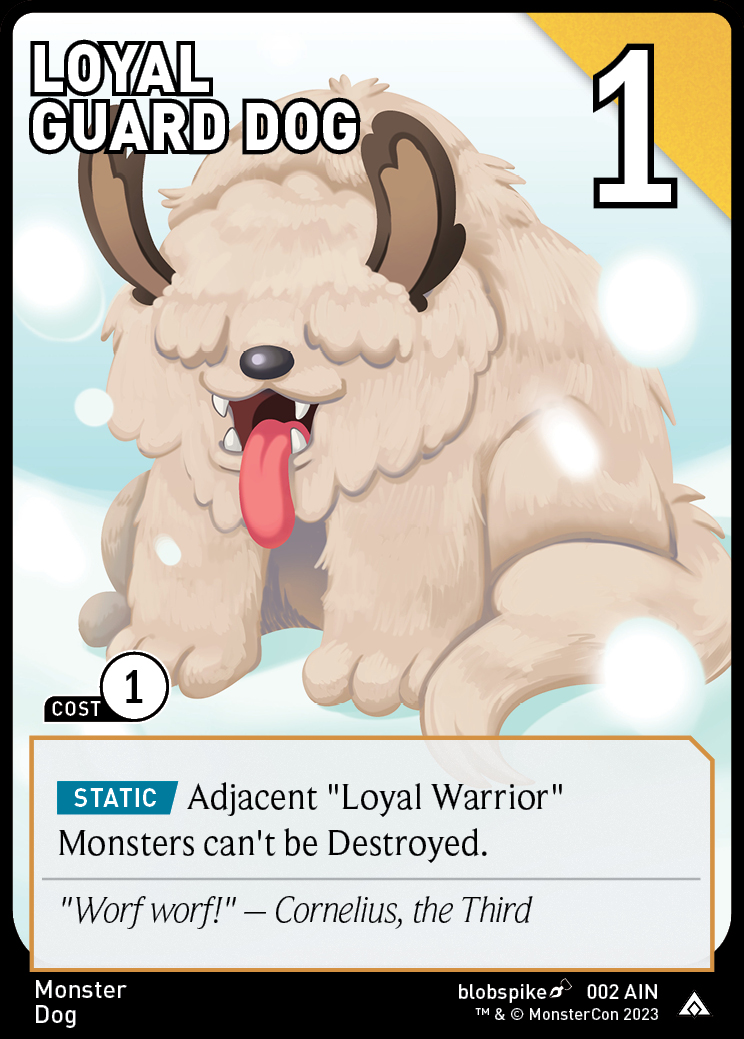 LOYAL
GUARD DOG
1
COST 1
STATIC Adjacent "Loyal Warrior"
Monsters can't be Destroyed.
"Worf worf!" – Cornelius, the Third
Monster
Dog
blobspike 002 AIN
™ & © MonsterCon 2023